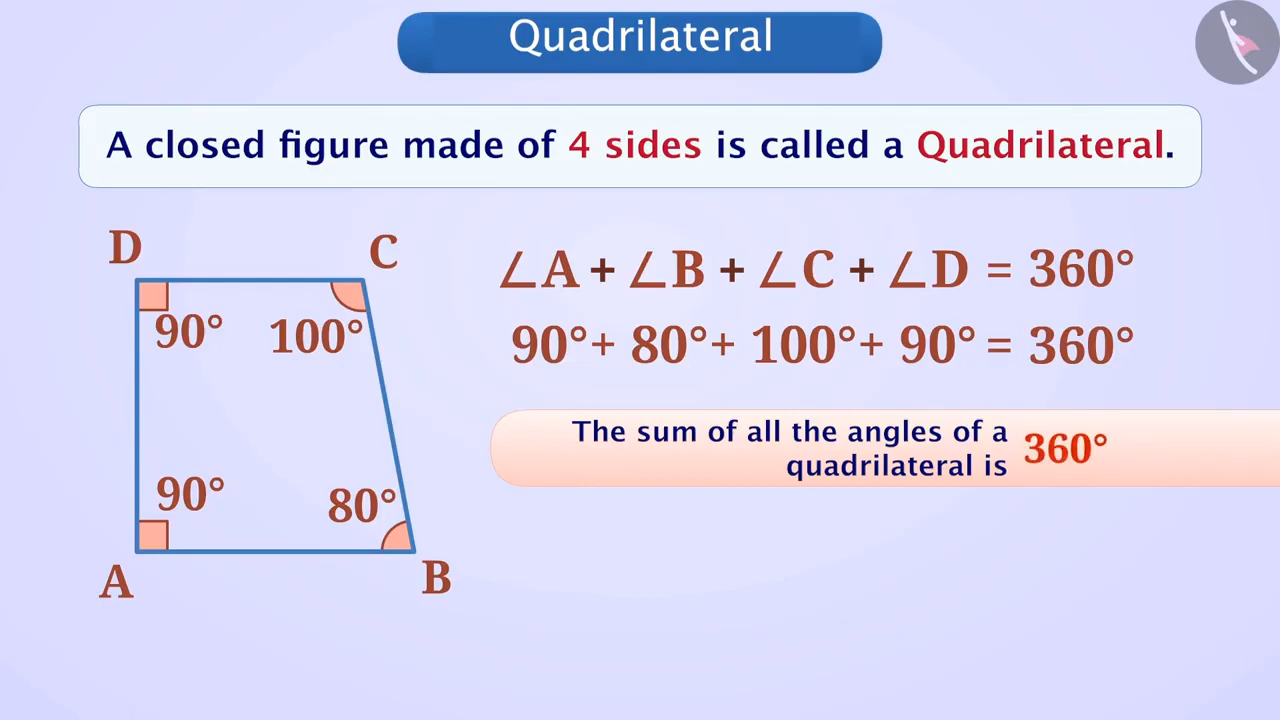 Quadrilateral
A closed figure made of 4 sides is called a Quadrilateral.
D
C
90°
100°
90°
80°
A
B
∠A + ∠B + ∠C + ∠D = 360°
90°+ 80°+ 100°+ 90° = 360°
The sum of all the angles of a
quadrilateral is
360°